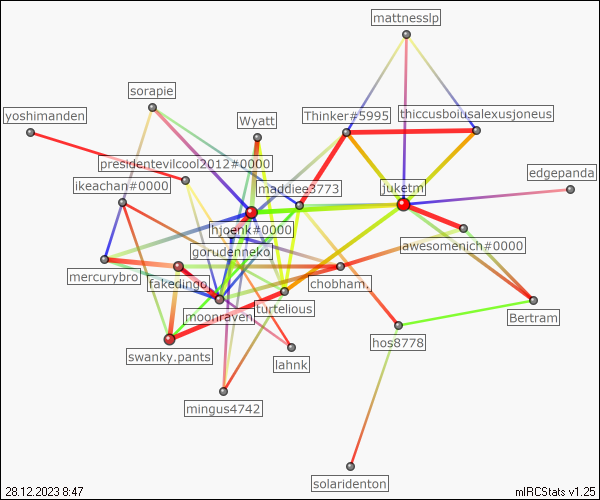 mattnesslp
sorapie
yoshimanden
Wyatt
Thinker#5995
thiccusboiusalexusjoneus
presidentevilcool2012#0000
edgepanda
ikeachan#0000
maddiee3773
juketm
hjoenk#0000
awesomenjch#0000
gorudenneko
mercurybro
fakedingo
chobham.
moonraven
turtelious
Bertram
swanky.pants
hos8778
lahnk
mingus4742
solaridenton
28.12.2023 8:47
mIRCStats v1.25